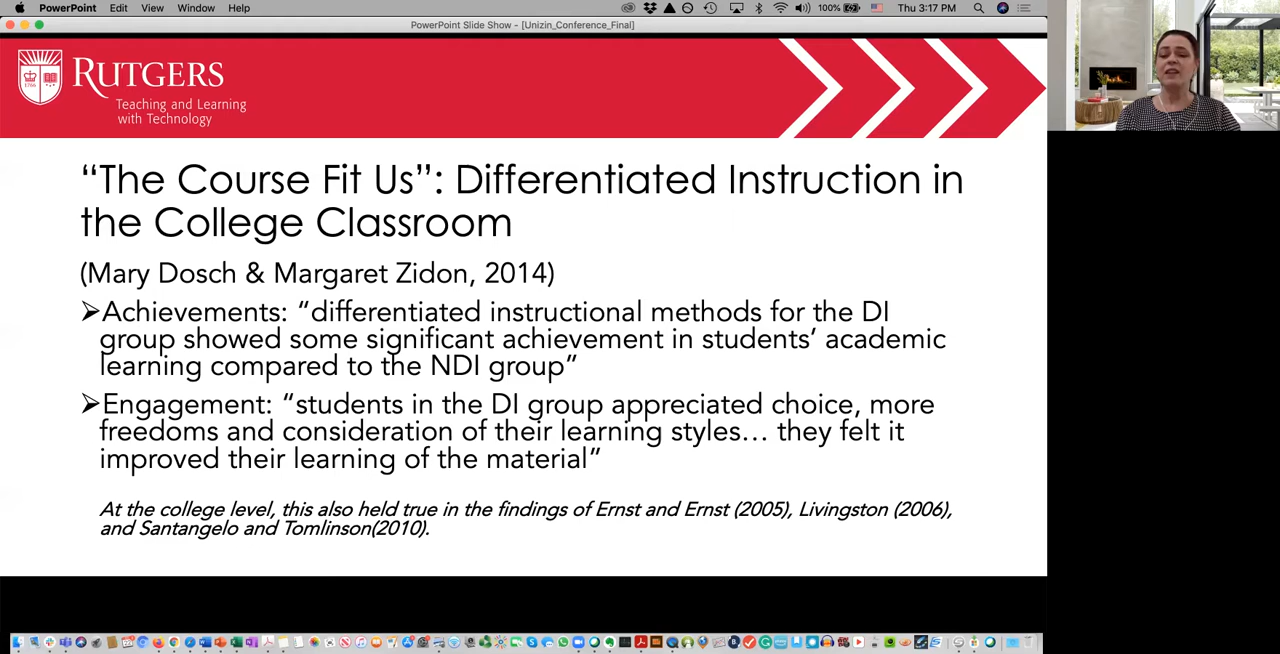 PowerPoint Edit View Window Help 100% Thu 3:17 PM
PowerPoint Slide Show - [Unizin_Conference_Final]
RUTGERS
1766
Teaching and Learning
with Technology
“The Course Fit Us”: Differentiated Instruction in
the College Classroom
(Mary Dosch & Margaret Zidon, 2014)
➢Achievements: “differentiated instructional methods for the DI
group showed some significant achievement in students’ academic
learning compared to the NDI group”
➢Engagement: “students in the DI group appreciated choice, more
freedoms and consideration of their learning styles… they felt it
improved their learning of the material”
At the college level, this also held true in the findings of Ernst and Ernst (2005), Livingston (2006),
and Santangelo and Tomlinson(2010).